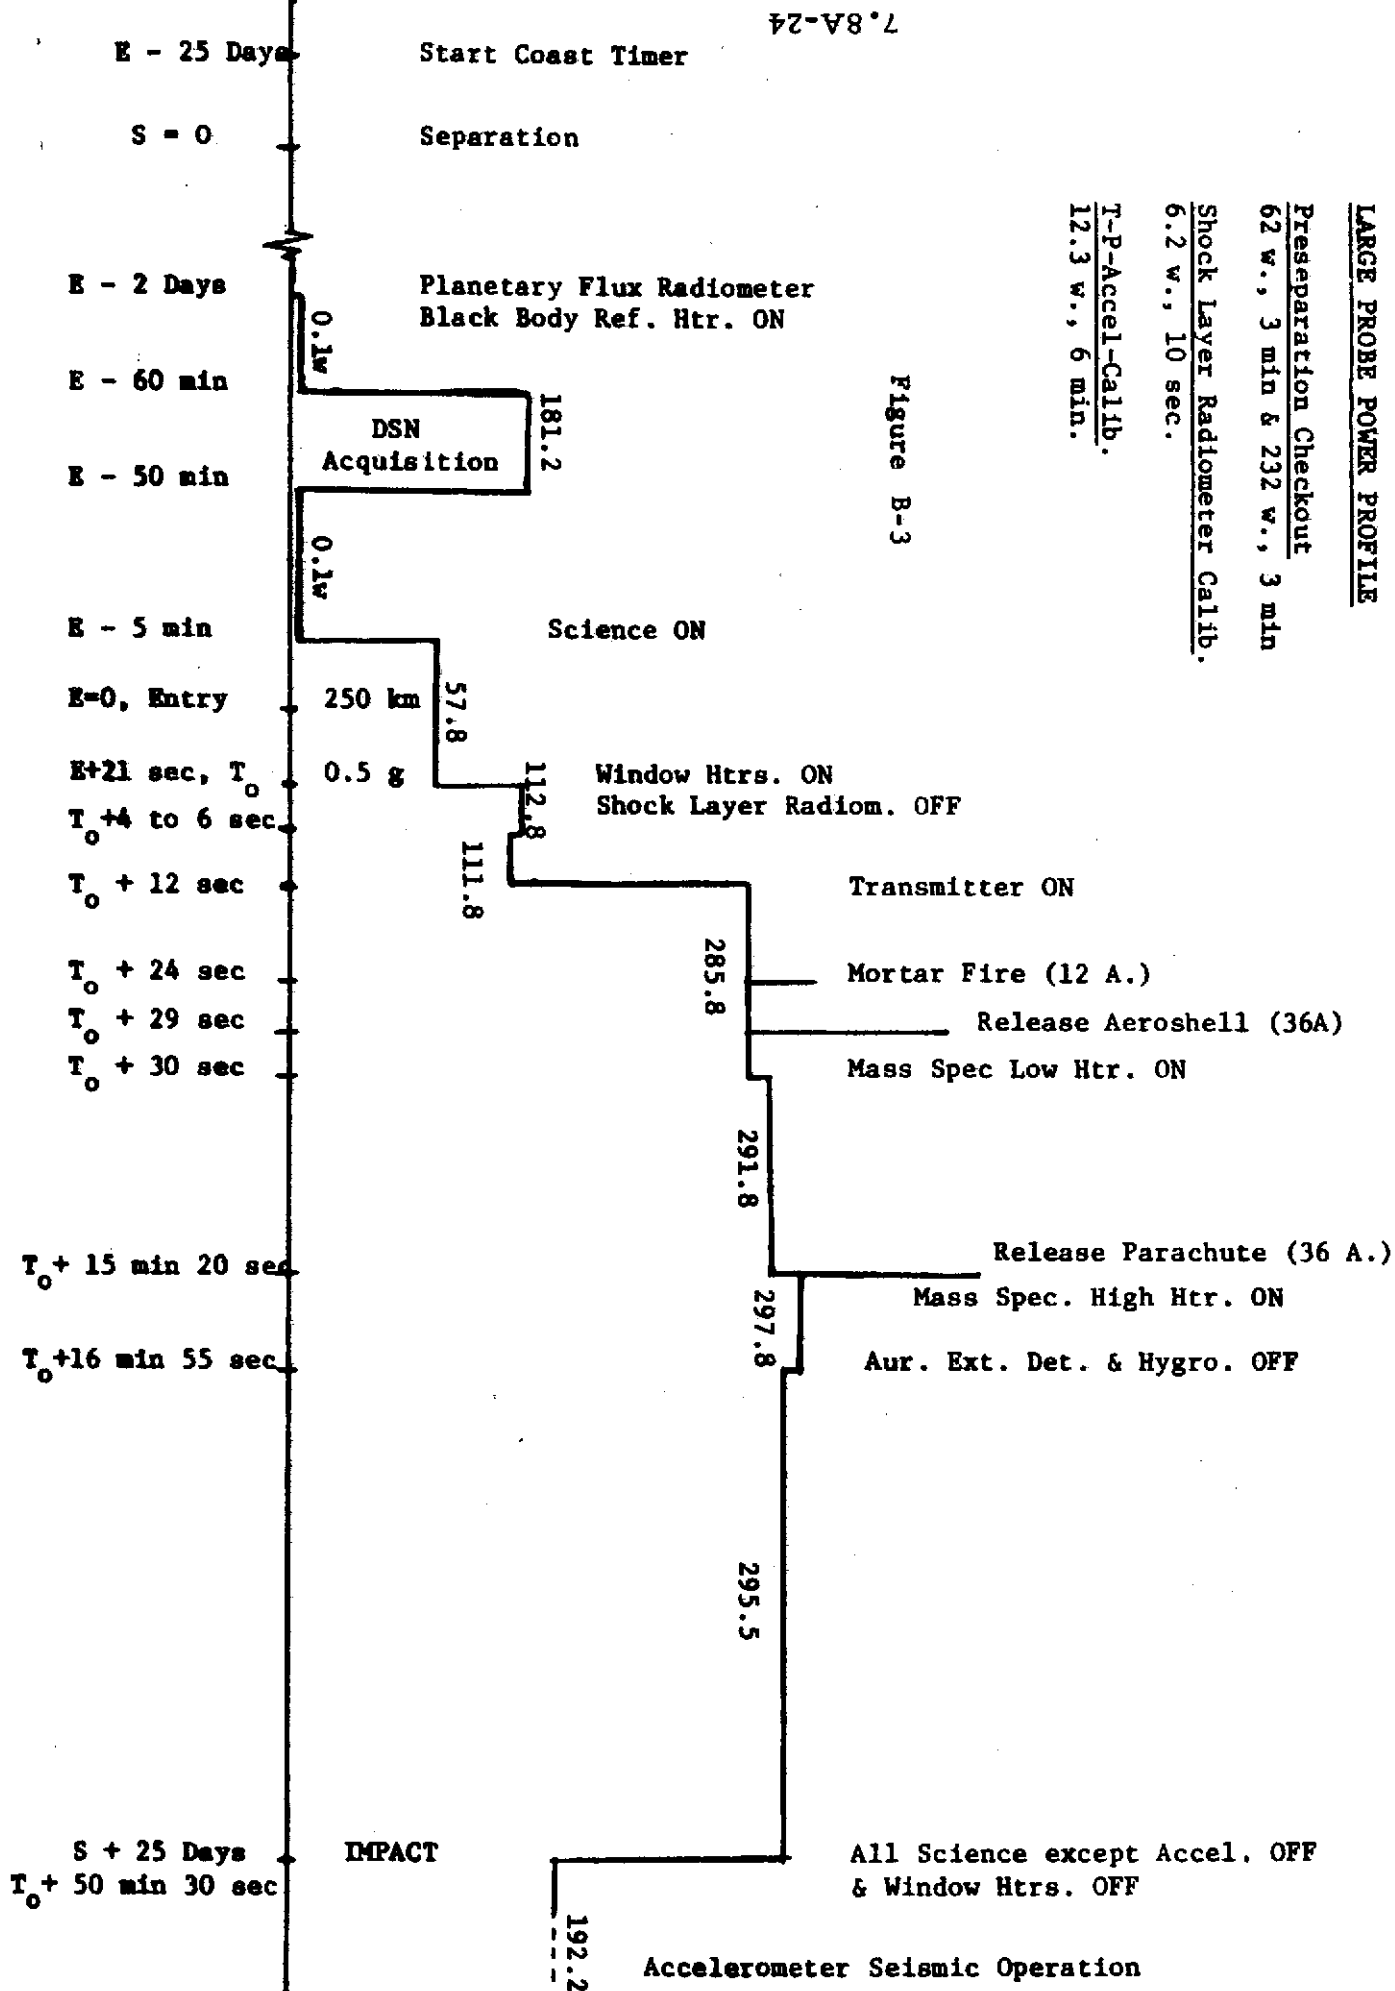 7.8A-24
LARGE PROBE POWER PROFILE
Preseparation Checkout
62 w., 3 min & 232 w., 3 min
Shock Layer Radiometer Calib.
6.2 w., 10 sec.
T-P-Accel-Calib.
12.3 w., 6 min.
Figure B-3
E - 25 Days
Start Coast Timer
S = 0
Separation
E - 2 Days
Planetary Flux Radiometer
Black Body Ref. Htr. ON
0.1w
E - 60 min
181.2
DSN
Acquisition
E - 50 min
0.1w
E - 5 min
Science ON
57.8
E=0, Entry
250 km
E+21 sec, To
0.5 g
112.8
Window Htrs. ON
Shock Layer Radiom. OFF
To+4 to 6 sec
111.8
To + 12 sec
Transmitter ON
285.8
To + 24 sec
Mortar Fire (12 A.)
To + 29 sec
Release Aeroshell (36A)
To + 30 sec
Mass Spec Low Htr. ON
291.8
To+ 15 min 20 sec
Release Parachute (36 A.)
Mass Spec. High Htr. ON
297.8
To+16 min 55 sec
Aur. Ext. Det. & Hygro. OFF
295.5
S + 25 Days
To+ 50 min 30 sec
IMPACT
All Science except Accel. OFF
& Window Htrs. OFF
192.2
Accelerometer Seismic Operation